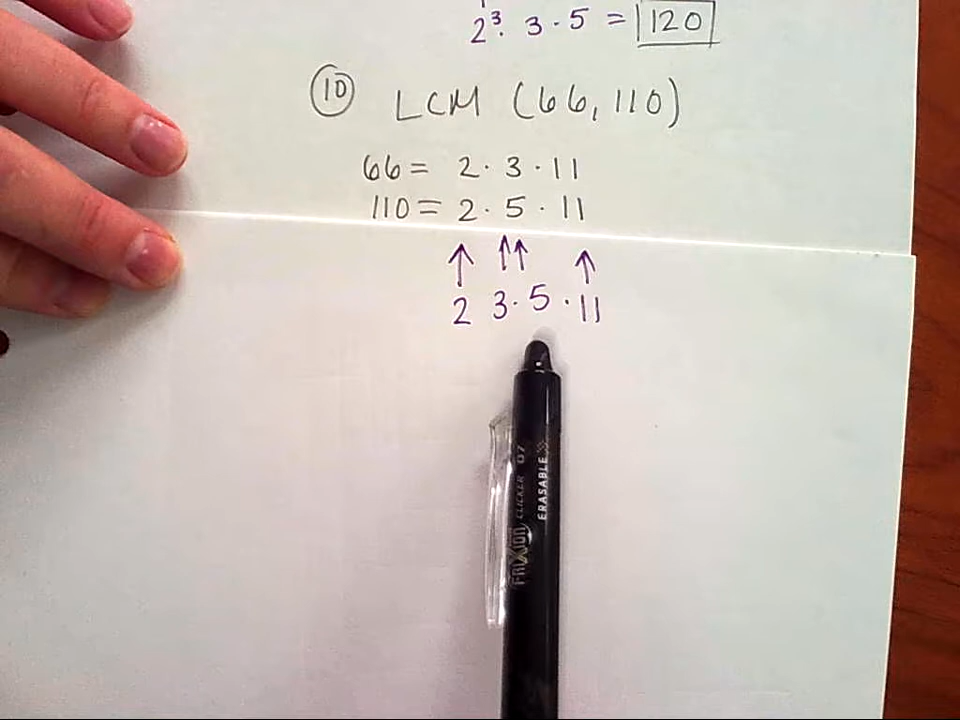 2³· 3 · 5 = 120
10 LCM (66, 110)
66 = 2 · 3 · 11
110 = 2 · 5 · 11
↑ ↑↑ ↑
2 3 · 5 · 11
FRIXION CLICKER 07
ERASABLE